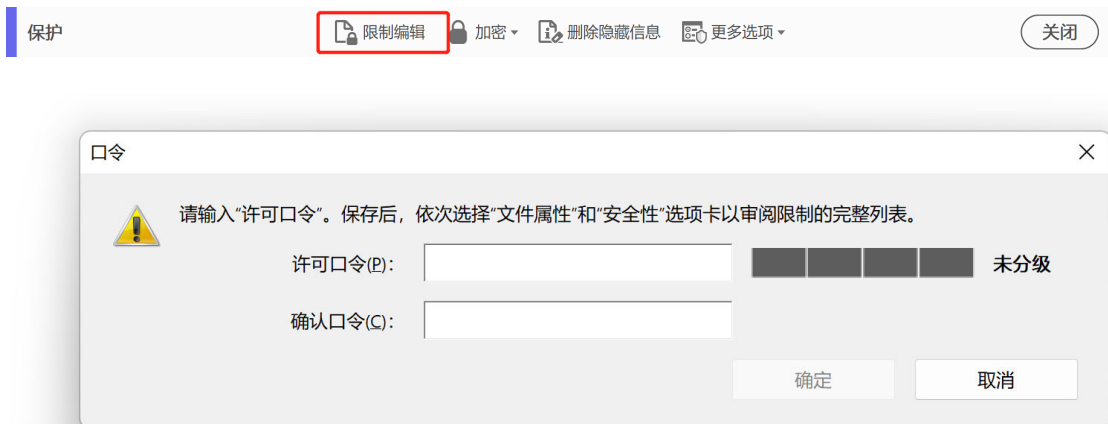 保护 限制编辑 加密 删除隐藏信息 更多选项 关闭
口令
请输入“许可口令”。保存后，依次选择“文件属性”和“安全性”选项卡以审阅限制的完整列表。
许可口令(P)： 未分级
确认口令(C)：
确定 取消